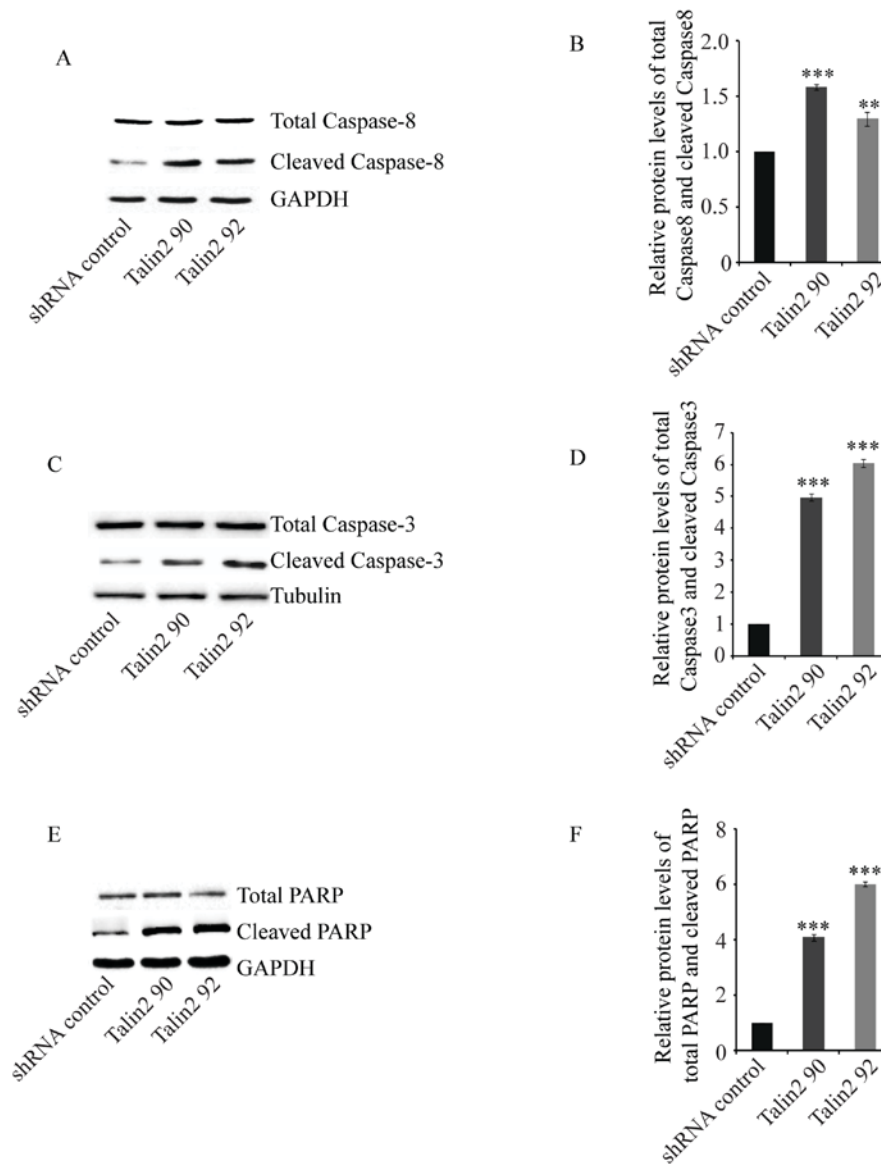 A
Total Caspase-8
Cleaved Caspase-8
GAPDH
shRNA control
Talin2 90
Talin2 92
B
Relative protein levels of total
Caspase8 and cleaved Caspase8
2.0
1.5
1.0
0.5
0.0
***
**
shRNA control
Talin2 90
Talin2 92
C
Total Caspase-3
Cleaved Caspase-3
Tubulin
shRNA control
Talin2 90
Talin2 92
D
Relative protein levels of total
Caspase3 and cleaved Caspase3
7
6
5
4
3
2
1
0
***
***
shRNA control
Talin2 90
Talin2 92
E
Total PARP
Cleaved PARP
GAPDH
shRNA control
Talin2 90
Talin2 92
F
Relative protein levels of
total PARP and cleaved PARP
8
6
4
2
0
***
***
shRNA control
Talin2 90
Talin2 92